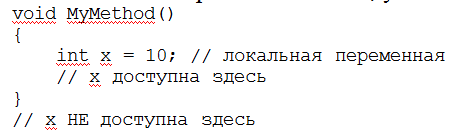 void MyMethod()
{
    int x = 10; // локальная переменная
    // x доступна здесь
}
// x НЕ доступна здесь